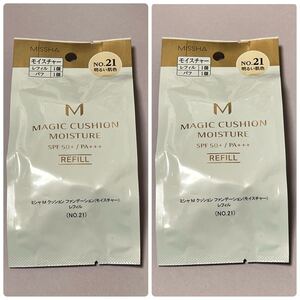 MISSHA
モイスチャー
レフィル 1個
パフ 1個
NO.21
明るい肌色
M
MAGIC CUSHION
MOISTURE
SPF 50+ / PA+++
REFILL
ミシャ M クッション ファンデーション(モイスチャー)
レフィル
(NO.21)
MISSHA
モイスチャー
レフィル 1個
パフ 1個
NO.21
明るい肌色
M
MAGIC CUSHION
MOISTURE
SPF 50+ / PA+++
REFILL
ミシャ M クッション ファンデーション(モイスチャー)
レフィル
(NO.21)